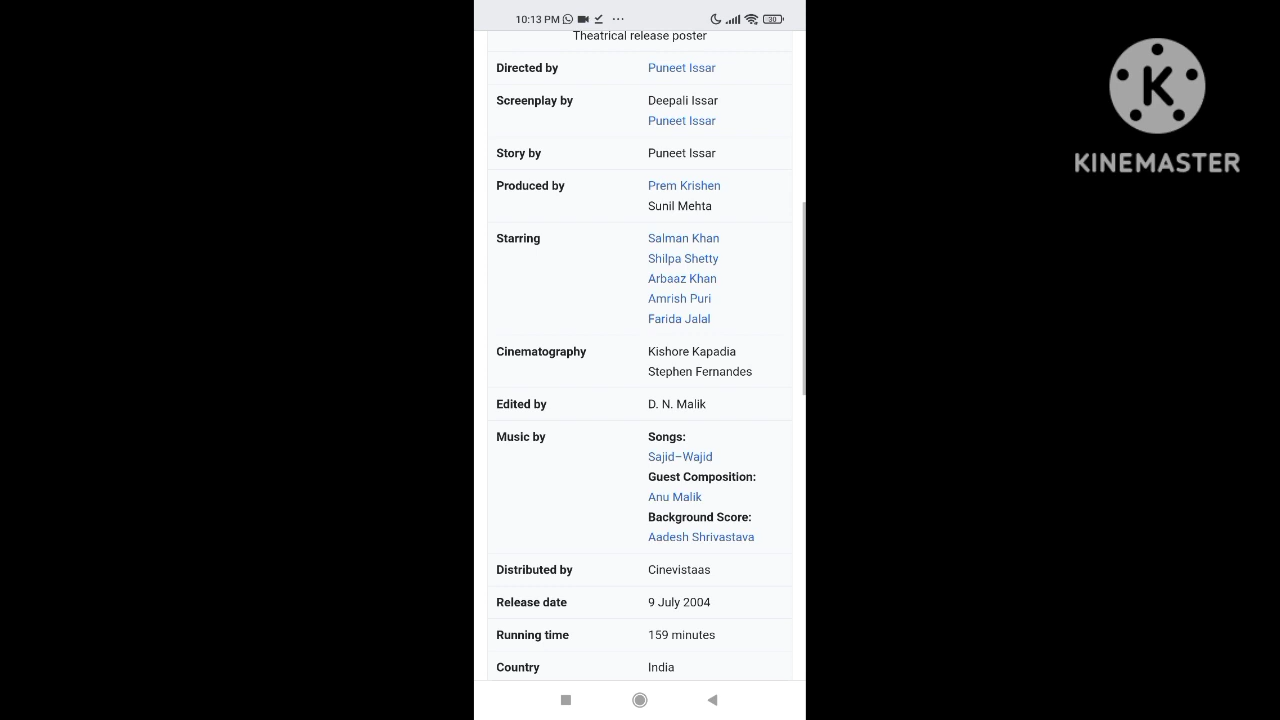 10:13 PM
30
Theatrical release poster
Directed by Puneet Issar
Screenplay by Deepali Issar
Puneet Issar
Story by Puneet Issar
Produced by Prem Krishen
Sunil Mehta
Starring Salman Khan
Shilpa Shetty
Arbaaz Khan
Amrish Puri
Farida Jalal
Cinematography Kishore Kapadia
Stephen Fernandes
Edited by D. N. Malik
Music by Songs:
Sajid–Wajid
Guest Composition:
Anu Malik
Background Score:
Aadesh Shrivastava
Distributed by Cinevistaas
Release date 9 July 2004
Running time 159 minutes
Country India
K
KINEMASTER